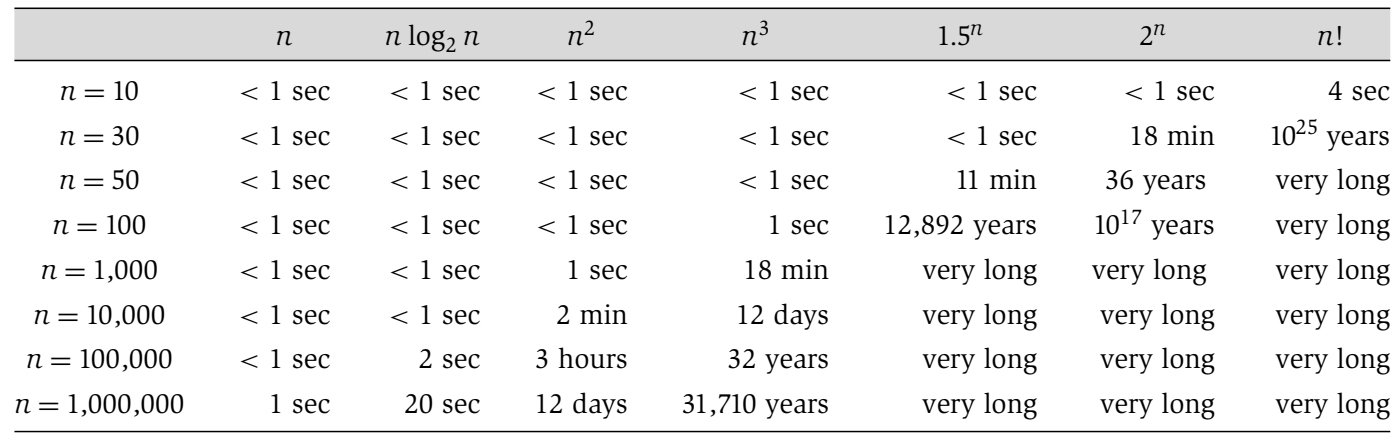 n n log₂ n n² n³ 1.5ⁿ 2ⁿ n!
n = 10 < 1 sec < 1 sec < 1 sec < 1 sec < 1 sec < 1 sec 4 sec
n = 30 < 1 sec < 1 sec < 1 sec < 1 sec < 1 sec 18 min 10²⁵ years
n = 50 < 1 sec < 1 sec < 1 sec < 1 sec 11 min 36 years very long
n = 100 < 1 sec < 1 sec < 1 sec 1 sec 12,892 years 10¹⁷ years very long
n = 1,000 < 1 sec < 1 sec 1 sec 18 min very long very long very long
n = 10,000 < 1 sec < 1 sec 2 min 12 days very long very long very long
n = 100,000 < 1 sec 2 sec 3 hours 32 years very long very long very long
n = 1,000,000 1 sec 20 sec 12 days 31,710 years very long very long very long